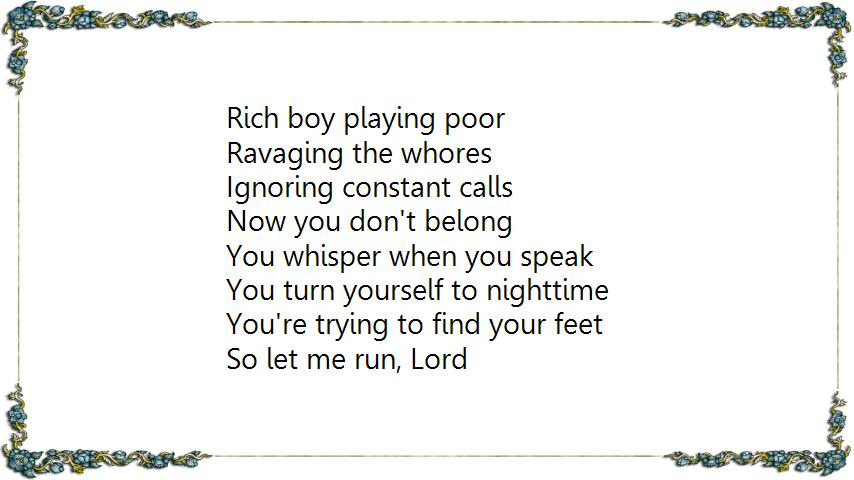 Rich boy playing poor
Ravaging the whores
Ignoring constant calls
Now you don't belong
You whisper when you speak
You turn yourself to nighttime
You're trying to find your feet
So let me run, Lord